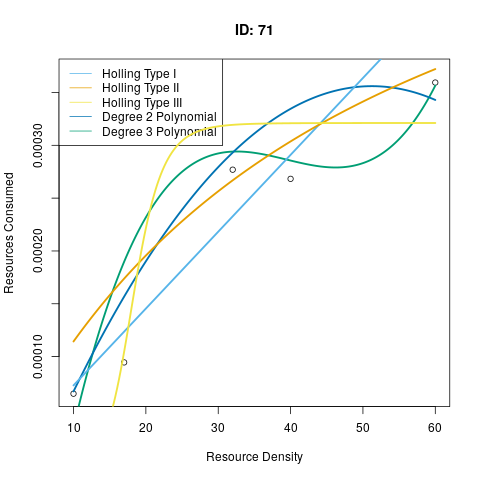 ID: 71
Holling Type I
Holling Type II
Holling Type III
Degree 2 Polynomial
Degree 3 Polynomial
Resources Consumed
0.00010
0.00020
0.00030
10 20 30 40 50 60
Resource Density